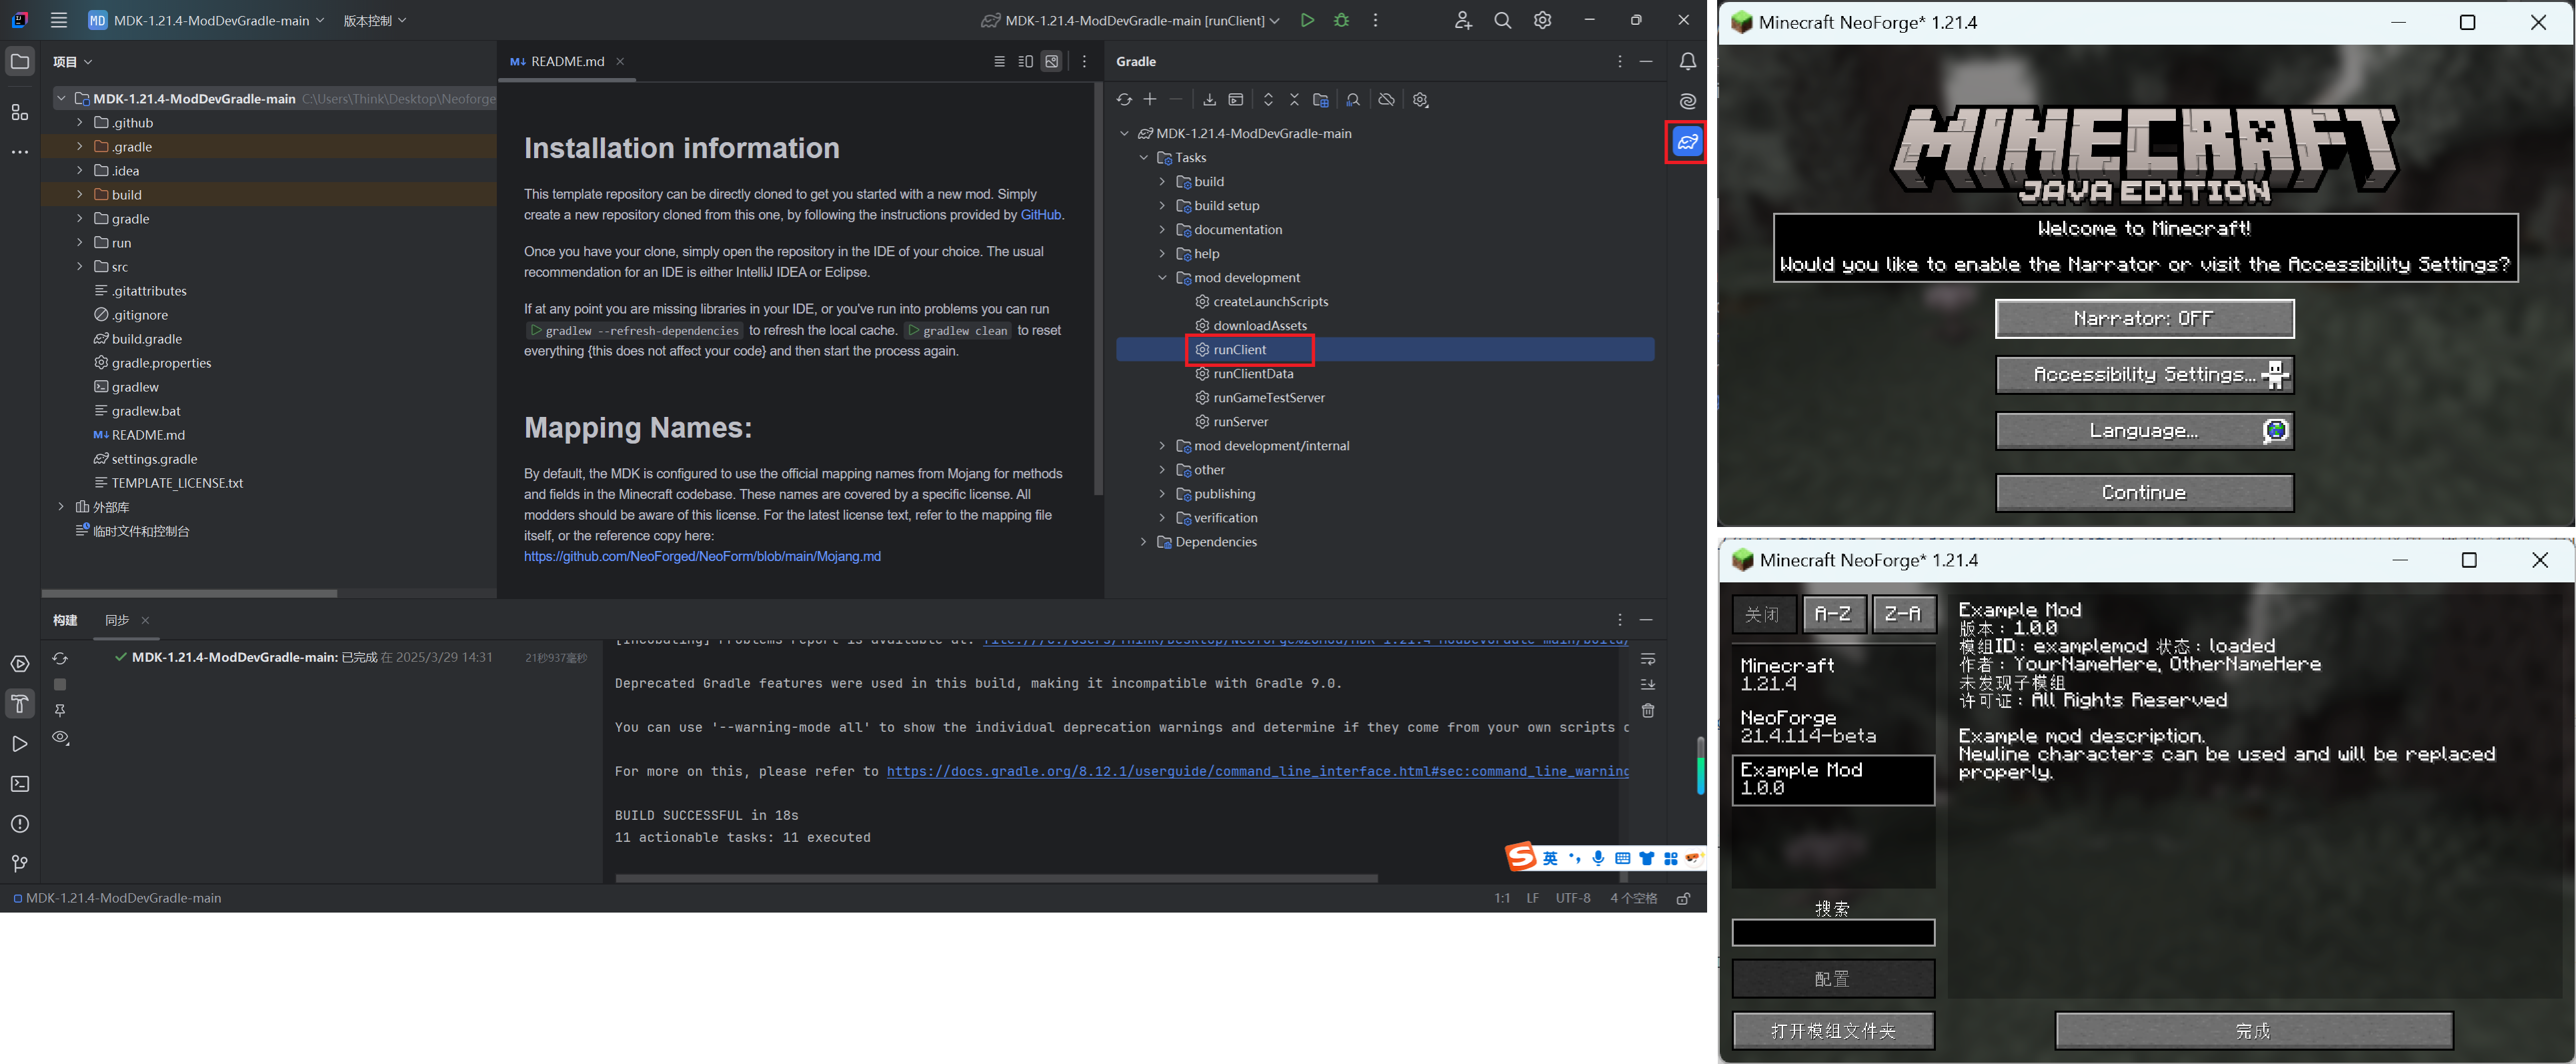 MD MDK-1.21.4-ModDevGradle-main 版本控制
MDK-1.21.4-ModDevGradle-main [runClient]
项目
MDK-1.21.4-ModDevGradle-main C:\Users\Think\Desktop\Neoforge
.github
.gradle
.idea
build
gradle
run
src
.gitattributes
.gitignore
build.gradle
gradle.properties
gradlew
gradlew.bat
README.md
settings.gradle
TEMPLATE_LICENSE.txt
外部库
临时文件和控制台
README.md
Installation information
This template repository can be directly cloned to get you started with a new mod. Simply
create a new repository cloned from this one, by following the instructions provided by GitHub.
Once you have your clone, simply open the repository in the IDE of your choice. The usual
recommendation for an IDE is either IntelliJ IDEA or Eclipse.
If at any point you are missing libraries in your IDE, or you've run into problems you can run
gradlew --refresh-dependencies to refresh the local cache. gradlew clean to reset
everything {this does not affect your code} and then start the process again.
Mapping Names:
By default, the MDK is configured to use the official mapping names from Mojang for methods
and fields in the Minecraft codebase. These names are covered by a specific license. All
modders should be aware of this license. For the latest license text, refer to the mapping file
itself, or the reference copy here:
https://github.com/NeoForged/NeoForm/blob/main/Mojang.md
Gradle
MDK-1.21.4-ModDevGradle-main
Tasks
build
build setup
documentation
help
mod development
createLaunchScripts
downloadAssets
runClient
runClientData
runGameTestServer
runServer
mod development/internal
other
publishing
verification
Dependencies
构建 同步
MDK-1.21.4-ModDevGradle-main: 已完成 在 2025/3/29 14:31 21秒937毫秒
[Incubating] Problems report is available at: file:///C:/Users/Think/Desktop/Neoforge%20Mod/MDK-1.21.4-ModDevGradle-main/build/
Deprecated Gradle features were used in this build, making it incompatible with Gradle 9.0.
You can use '--warning-mode all' to show the individual deprecation warnings and determine if they come from your own scripts
For more on this, please refer to https://docs.gradle.org/8.12.1/userguide/command_line_interface.html#sec:command_line_warning
BUILD SUCCESSFUL in 18s
11 actionable tasks: 11 executed
英
MDK-1.21.4-ModDevGradle-main
1:1 LF UTF-8 4 个空格
Minecraft NeoForge* 1.21.4
MINECRAFT
JAVA EDITION
Welcome to Minecraft!
Would you like to enable the Narrator or visit the Accessibility Settings?
Narrator: OFF
Accessibility Settings...
Language...
Continue
Minecraft NeoForge* 1.21.4
关闭 A-Z Z-A
Minecraft
1.21.4
NeoForge
21.4.114-beta
Example Mod
1.0.0
搜索
配置
打开模组文件夹
Example Mod
版本：1.0.0
模组ID：examplemod 状态：loaded
作者：YourNameHere, OtherNameHere
未发现子模组
许可证：All Rights Reserved
Example mod description.
Newline characters can be used and will be replaced
properly.
完成